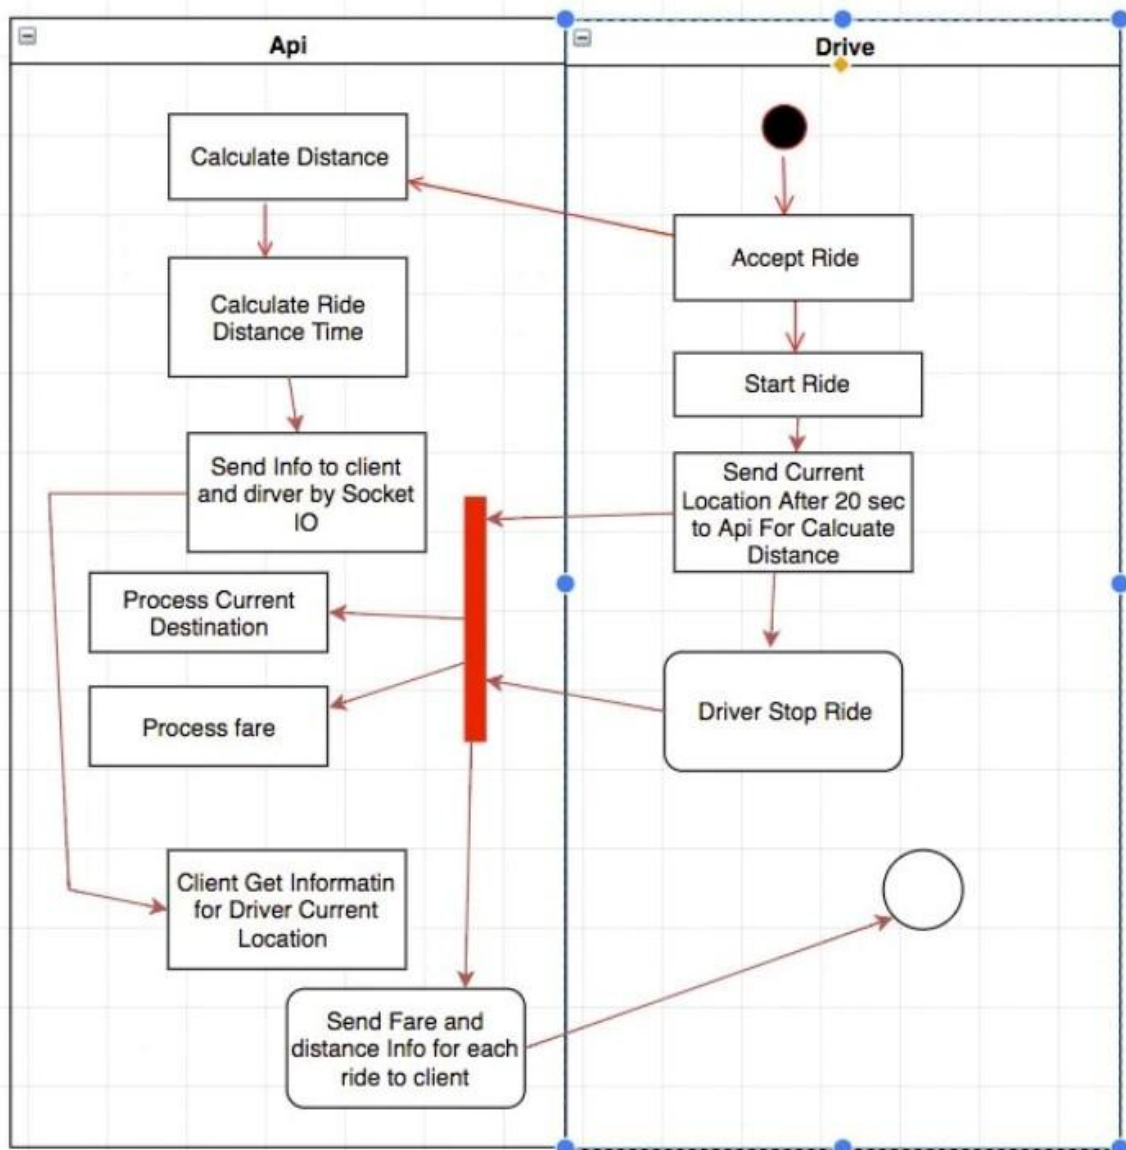 Api
Calculate Distance
Calculate Ride
Distance Time
Send Info to client
and dirver by Socket
IO
Process Current
Destination
Process fare
Client Get Informatin
for Driver Current
Location
Send Fare and
distance Info for each
ride to client
Drive
Accept Ride
Start Ride
Send Current
Location After 20 sec
to Api For Calcuate
Distance
Driver Stop Ride